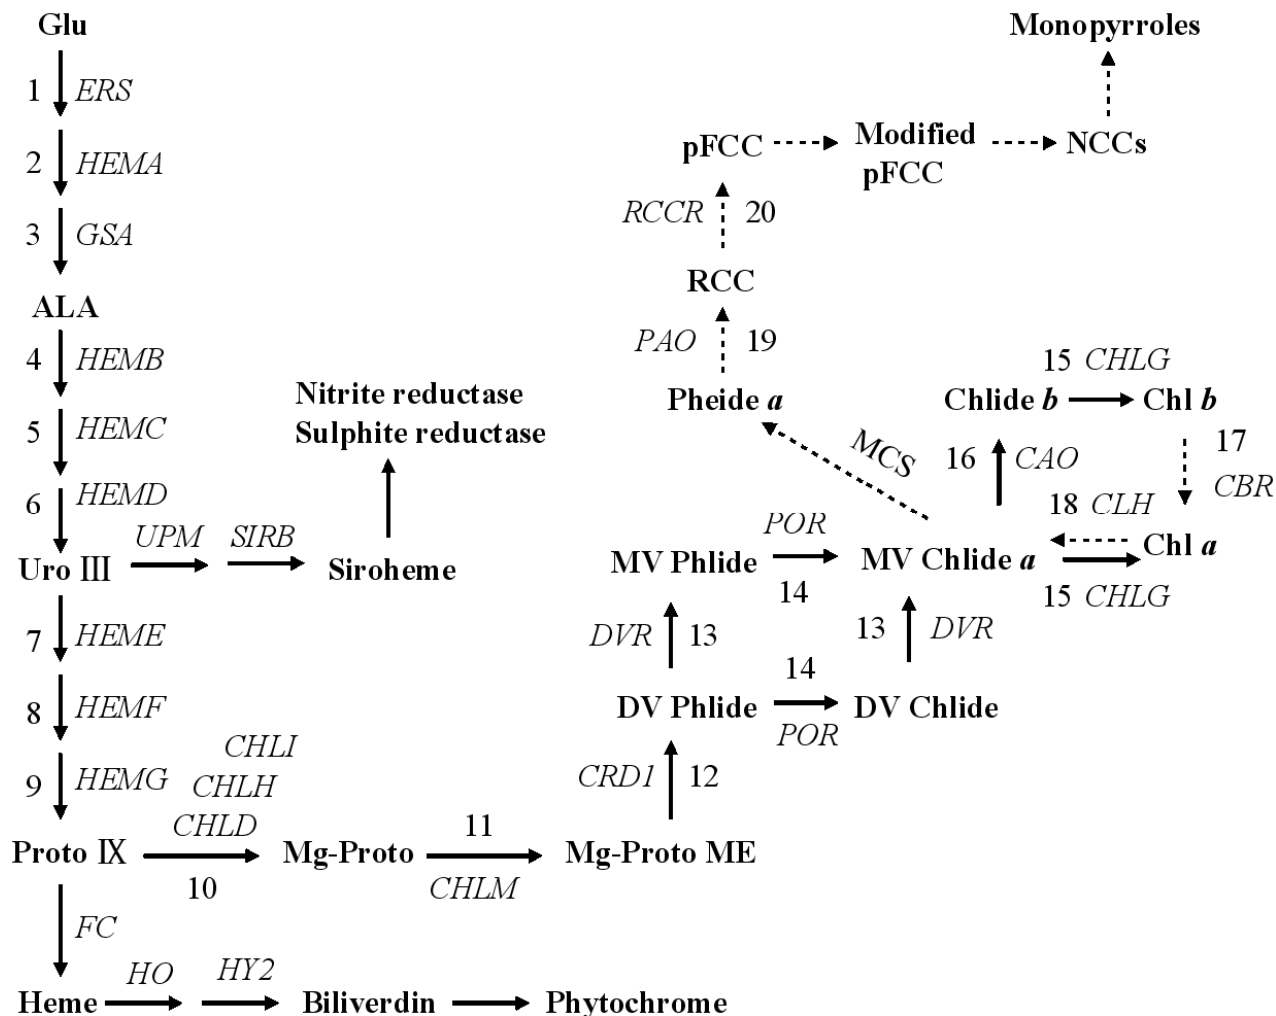 Glu
1 ERS
2 HEMA
3 GSA
ALA
4 HEMB
5 HEMC
6 HEMD
Uro III
UPM SIRB
Siroheme
Nitrite reductase
Sulphite reductase
7 HEME
8 HEMF
9 HEMG
Proto IX
CHLI
CHLH
CHLD
10
Mg-Proto
11
CHLM
Mg-Proto ME
FC
Heme
HO HY2
Biliverdin
Phytochrome
CRD1 12
DV Phlide
DVR 13
MV Phlide
14
POR
DV Chlide
POR
14
13 DVR
MV Chlide a
16 CAO
Chlide b
15 CHLG
Chl b
17
CBR
18 CLH
Chl a
15 CHLG
MCS
Pheide a
PAO 19
RCC
RCCR 20
pFCC
Modified
pFCC
NCCs
Monopyrroles